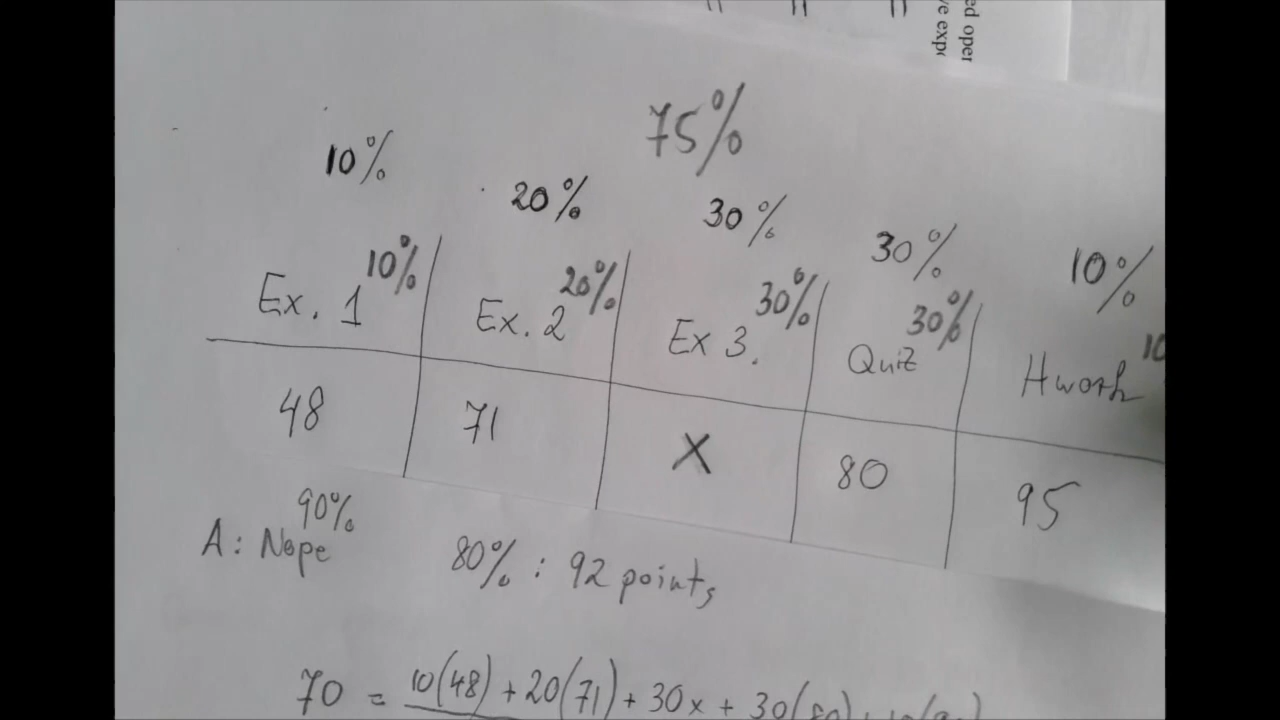 75%
10% 20% 30% 30% 10%
10% 20% 30% 30% 10
Ex. 1 Ex. 2 Ex 3. Quiz Hwork
48 71 X 80 95
90%
A: Nope 80% : 92 points
70 = 10(48) + 20(71) + 30x + 30(80)